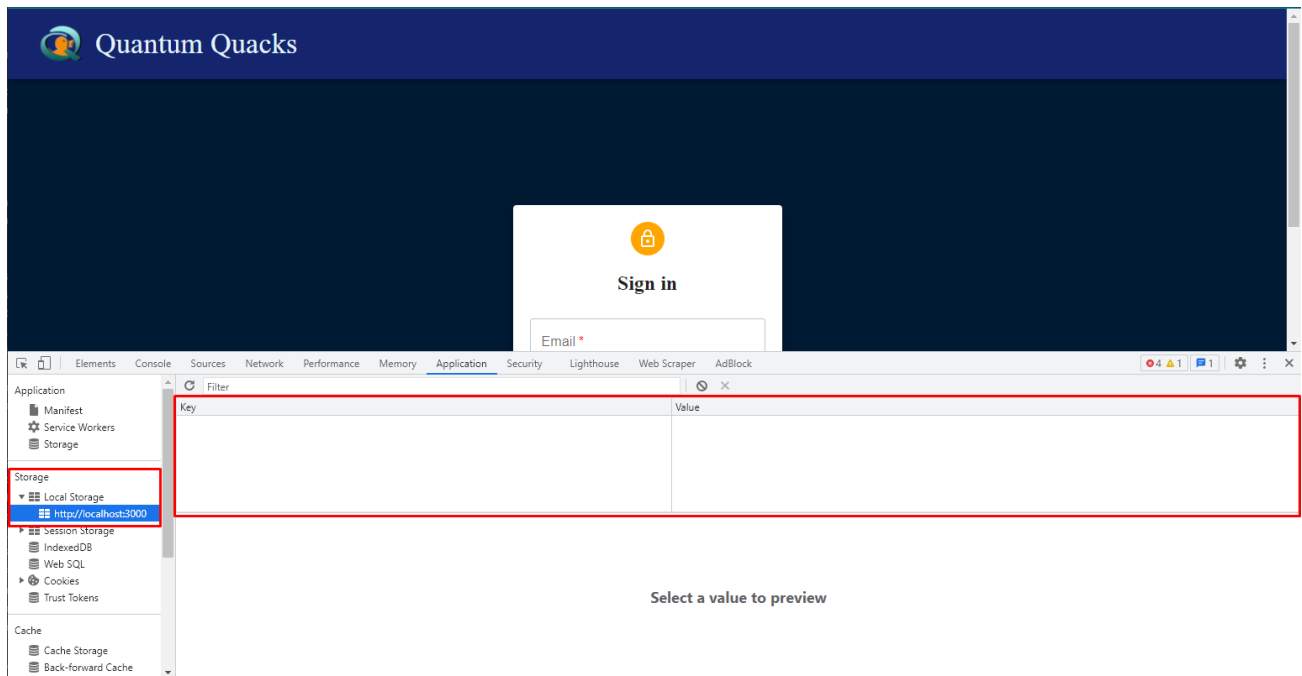 Quantum Quacks
Sign in
Email *
Elements Console Sources Network Performance Memory Application Security Lighthouse Web Scraper AdBlock 4 1 1
Application
Manifest
Service Workers
Storage
Storage
Local Storage
http://localhost:3000
Session Storage
IndexedDB
Web SQL
Cookies
Trust Tokens
Cache
Cache Storage
Back-forward Cache
Filter
Key Value
Select a value to preview